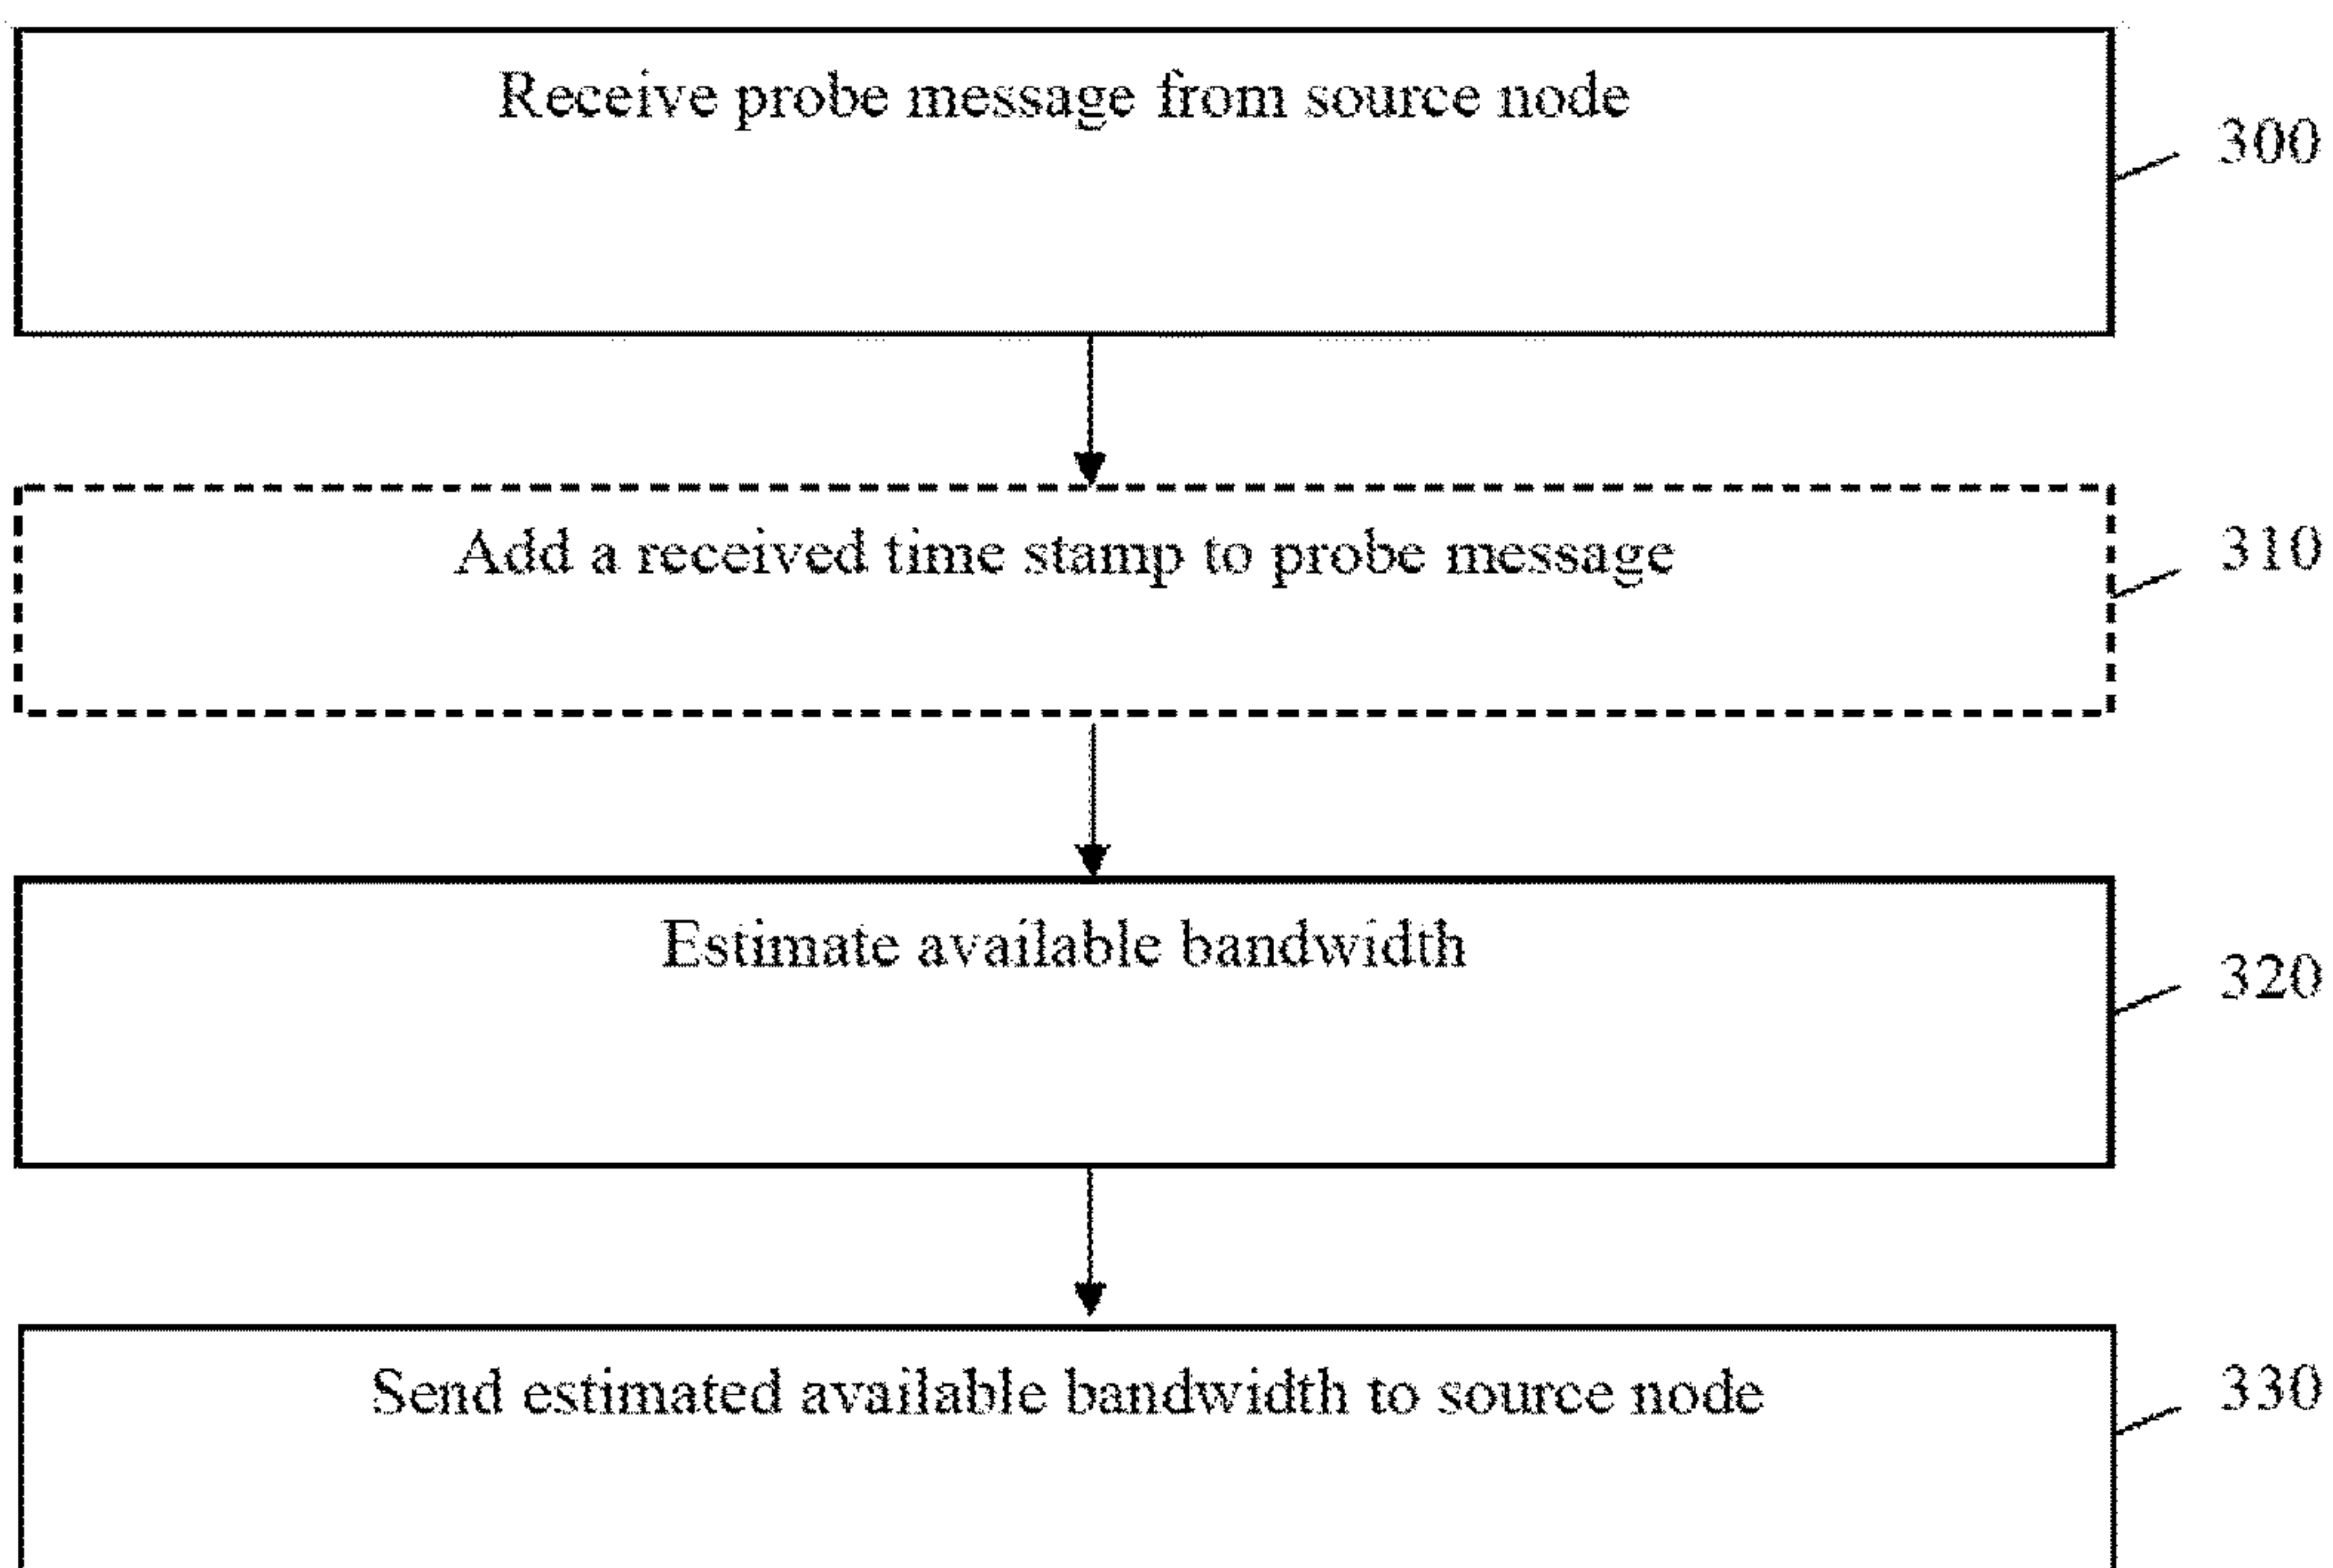 Receive probe message from source node
300
Add a received time stamp to probe message
310
Estimate available bandwidth
320
Send estimated available bandwidth to source node
330